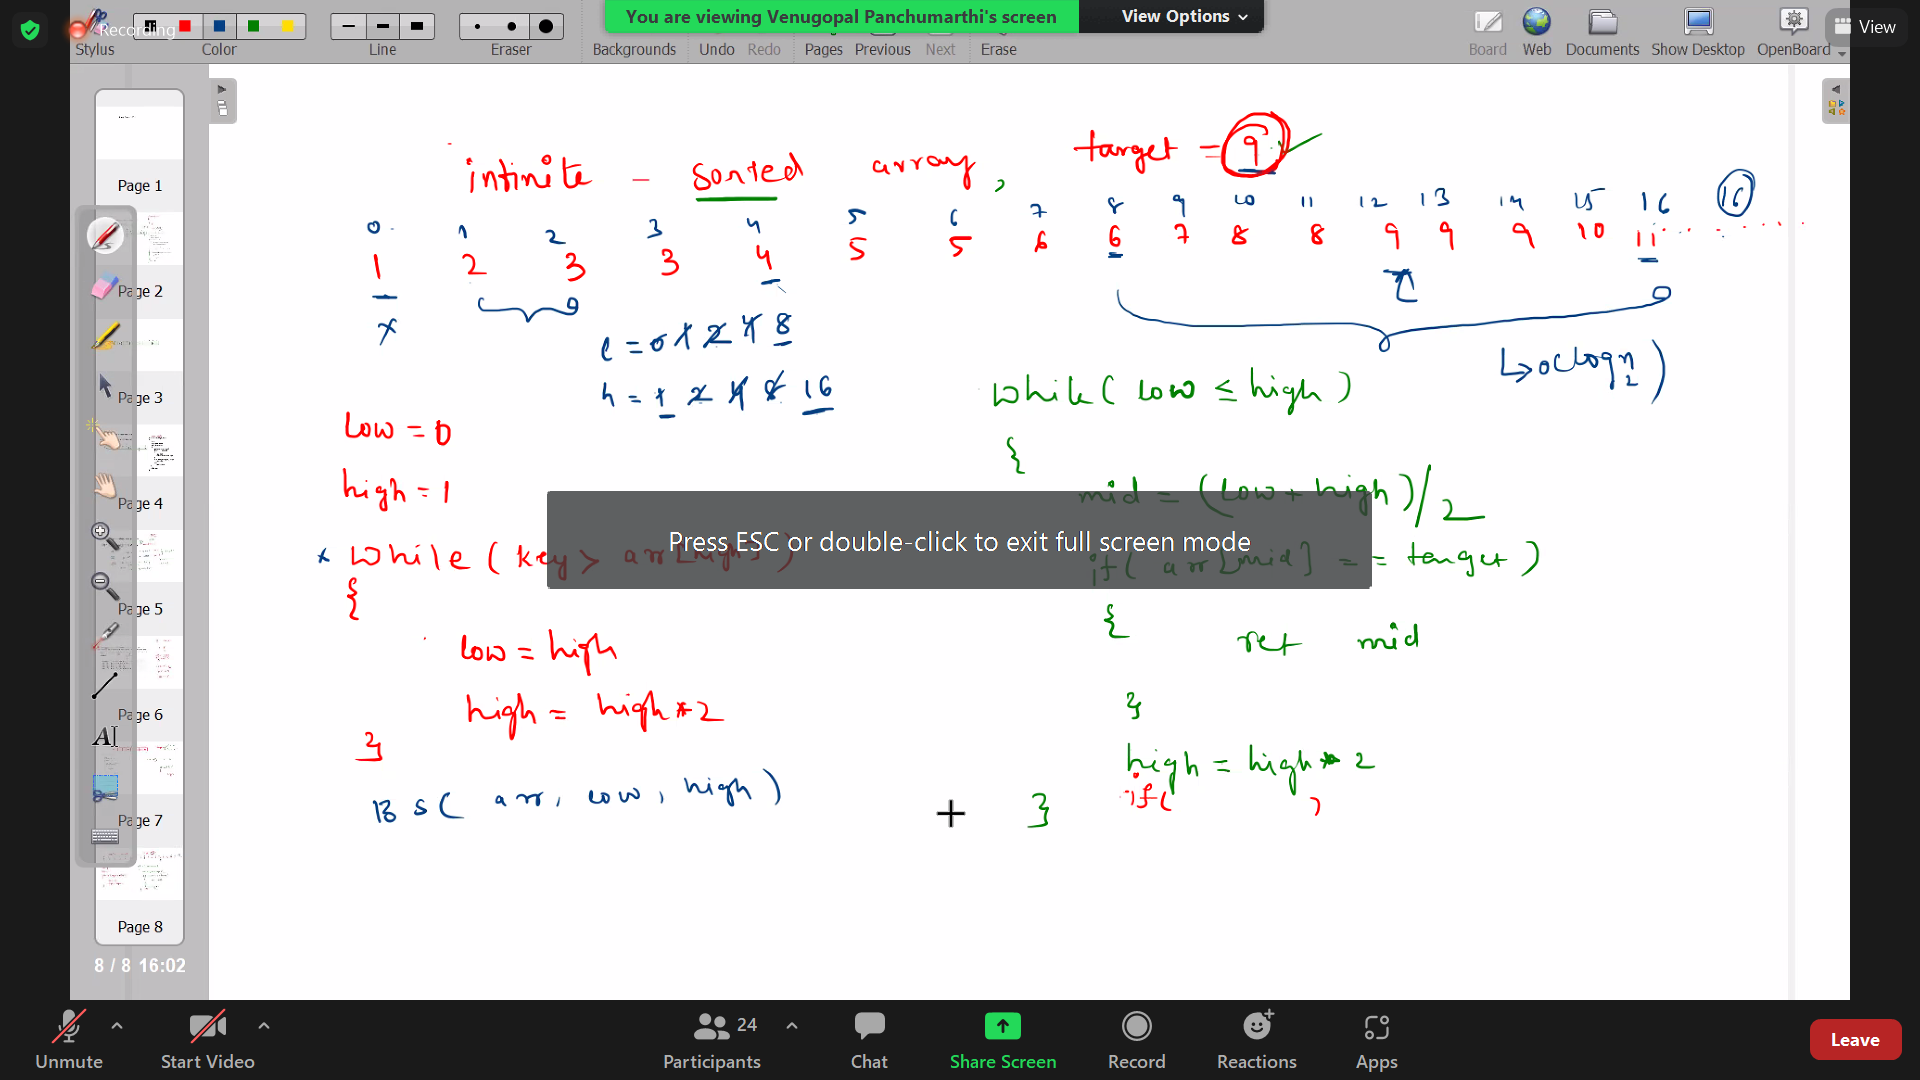 You are viewing Venugopal Panchumarthi's screen
View Options
Recording
View
Stylus Color Line Eraser Backgrounds Undo Redo Pages Previous Next Erase Board Web Documents Show Desktop OpenBoard
infinite - sorted array, target = 9
0 1 2 3 4 5 6 7 8 9 10 11 12 13 14 15 16 16
1 2 3 3 4 5 5 6 6 7 8 8 9 9 9 10 11 ........
x
l = 0 1 2 4 8
h = 1 2 4 8 16
↳ O(log n 2)
low = 0
high = 1
* while ( key > arr[high] )
{
low = high
high = high * 2
}
BS( arr, low, high )
while ( low ≤ high )
{
mid = (low + high)/2
if( arr[mid] == target )
{ ret mid
}
high = high * 2
if( )
}
Press ESC or double-click to exit full screen mode
Page 1
Page 2
Page 3
Page 4
Page 5
Page 6
Page 7
Page 8
8 / 8 16:02
Unmute
Start Video
24
Participants
Chat
Share Screen
Record
Reactions
Apps
Leave